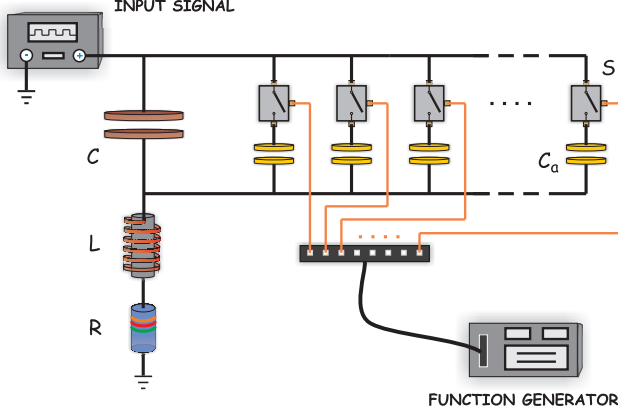 INPUT SIGNAL
- +
S
C
Ca
L
R
FUNCTION GENERATOR